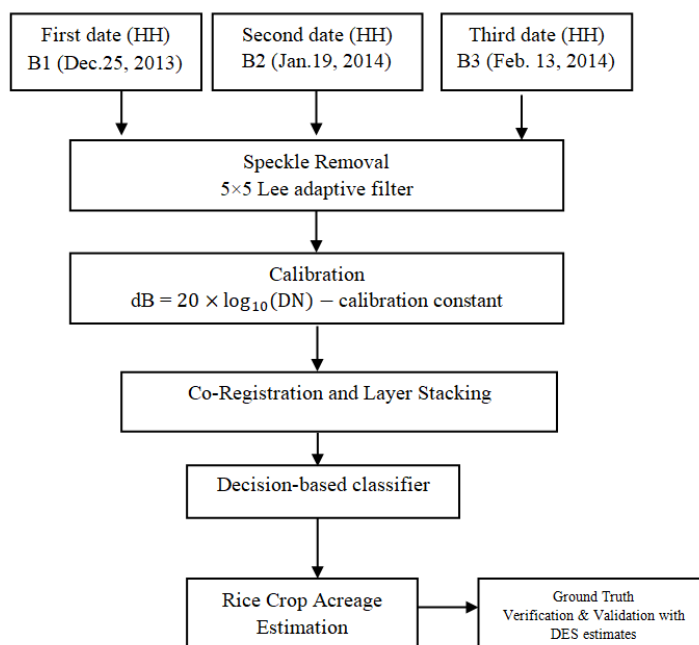 First date (HH)
B1 (Dec.25, 2013)
Second date (HH)
B2 (Jan.19, 2014)
Third date (HH)
B3 (Feb. 13, 2014)
Speckle Removal
5×5 Lee adaptive filter
Calibration
dB = 20 × log₁₀(DN) − calibration constant
Co-Registration and Layer Stacking
Decision-based classifier
Rice Crop Acreage
Estimation
Ground Truth
Verification & Validation with
DES estimates